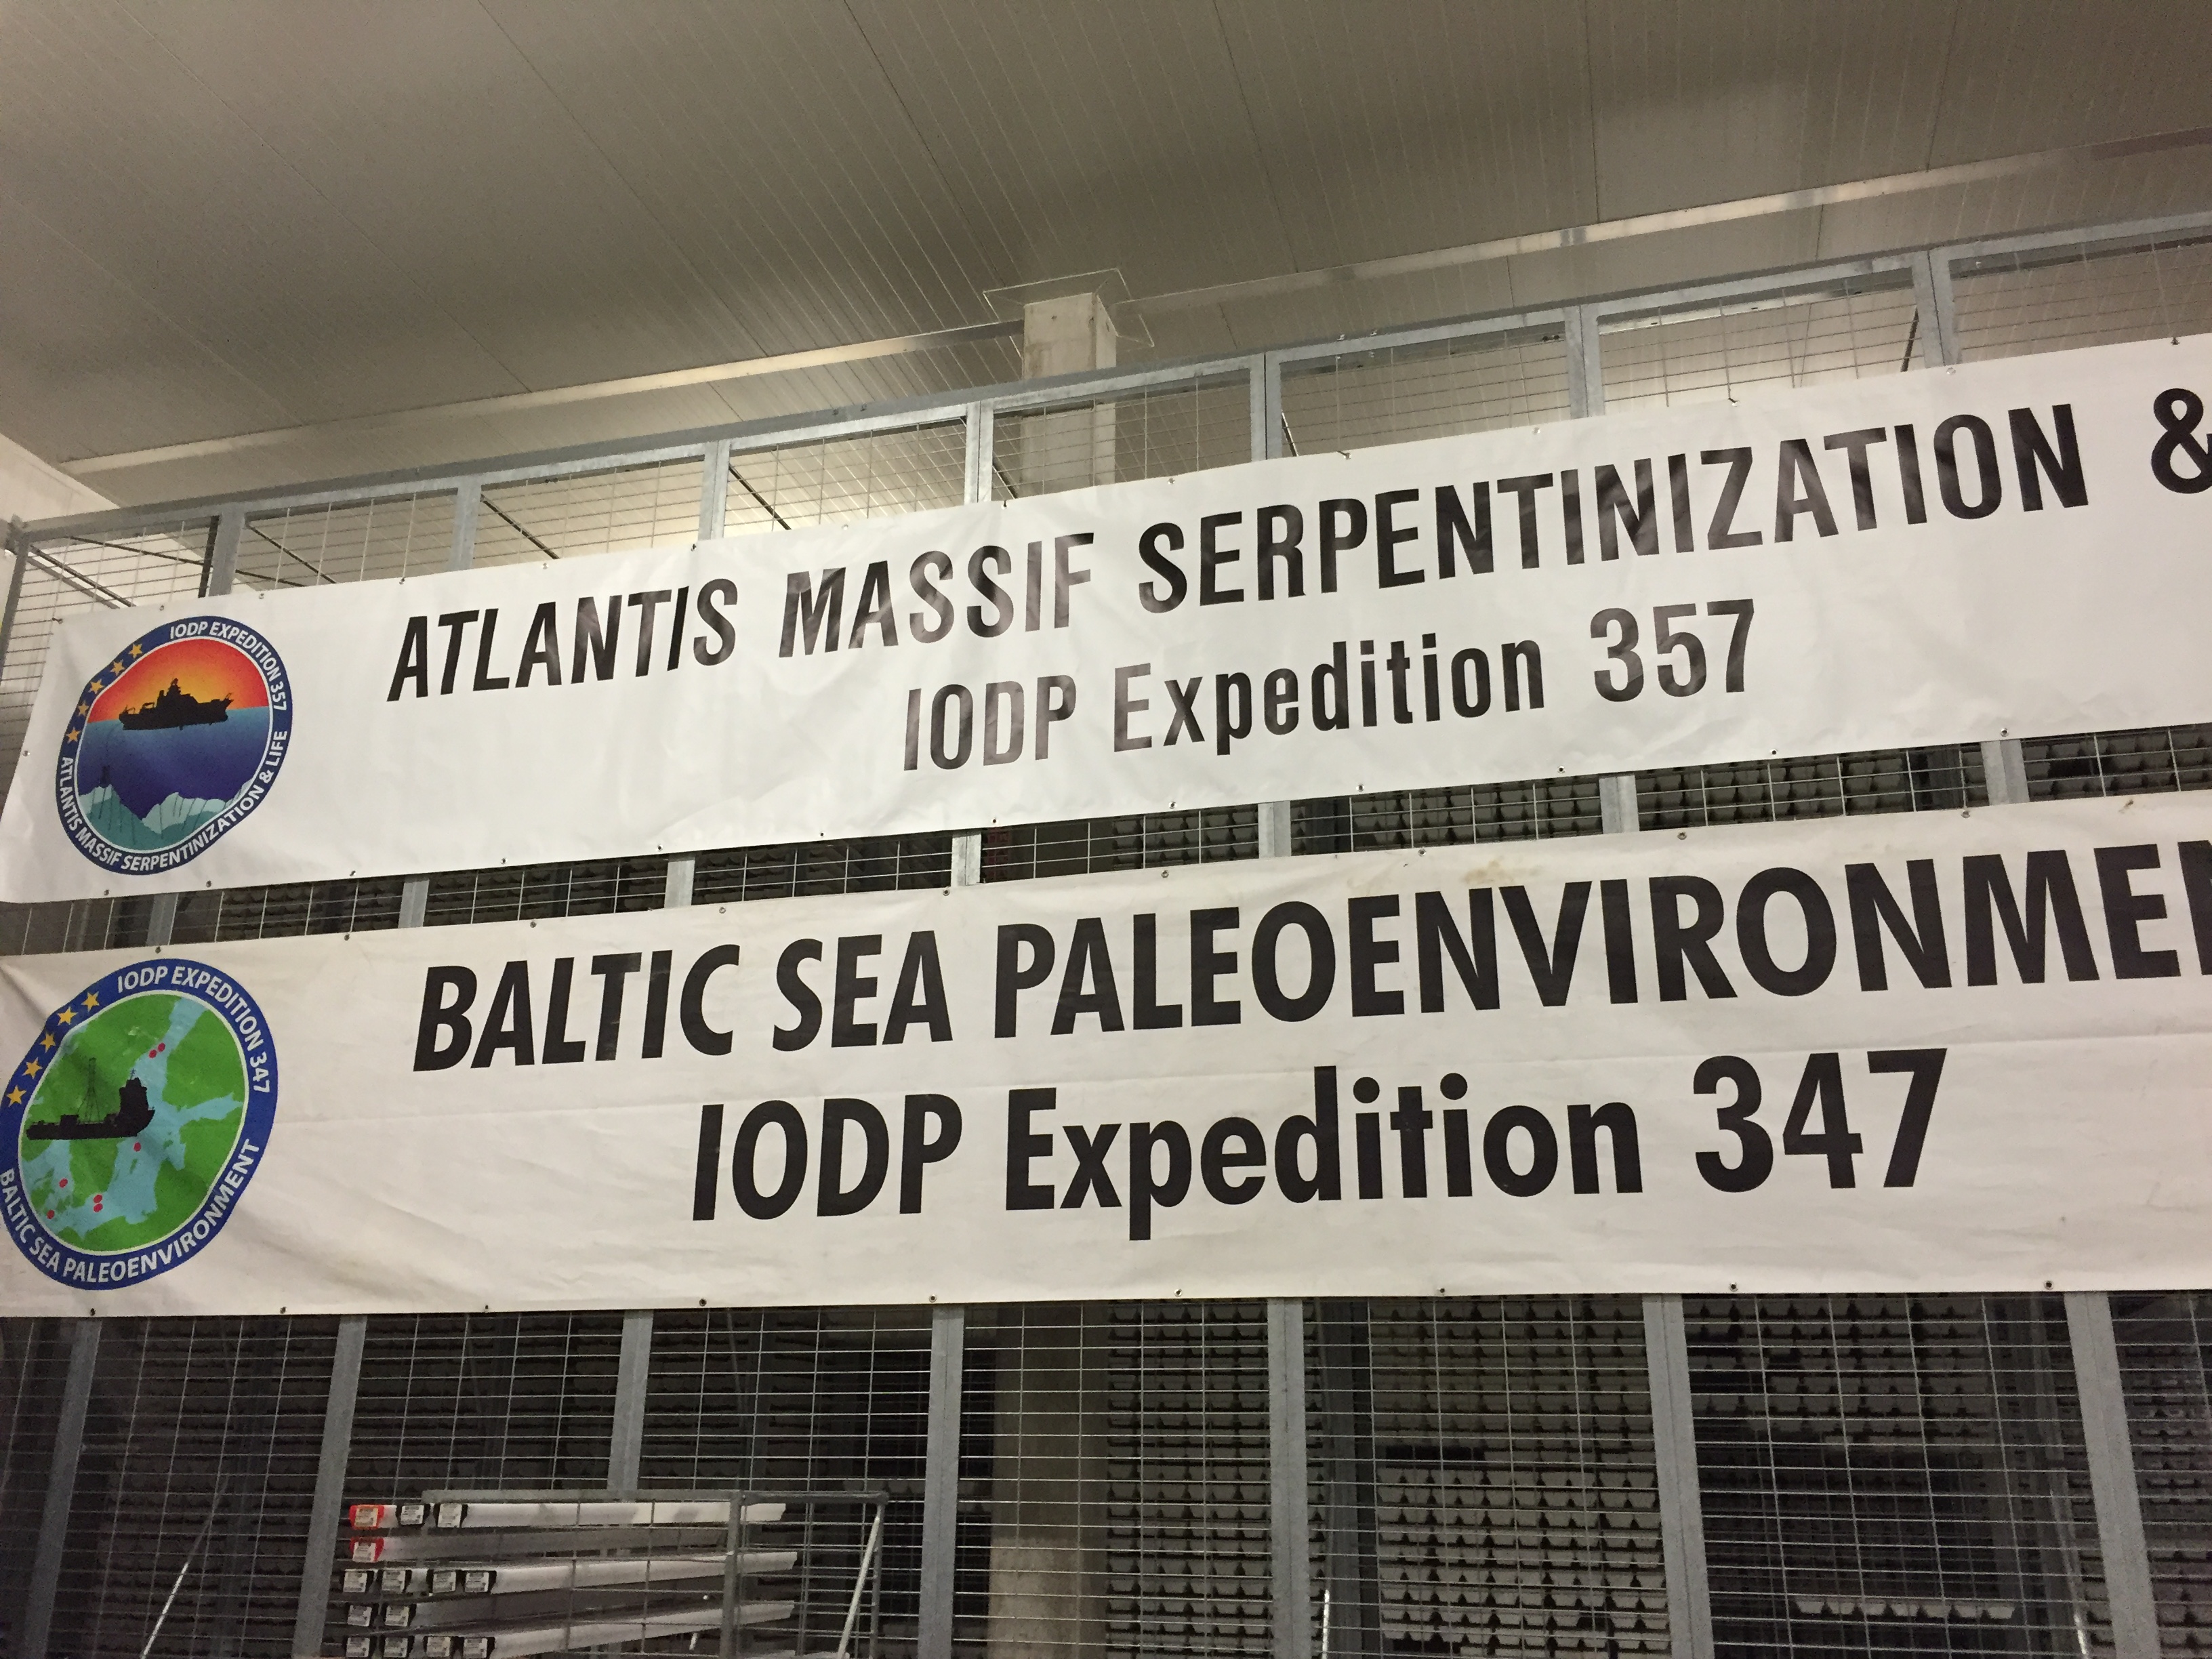 IODP EXPEDITION 357
ATLANTIS MASSIF SERPENTINIZATION & LIFE
ATLANTIS MASSIF SERPENTINIZATION &
IODP Expedition 357
IODP EXPEDITION 347
BALTIC SEA PALEOENVIRONMENT
BALTIC SEA PALEOENVIRONMEN
IODP Expedition 347